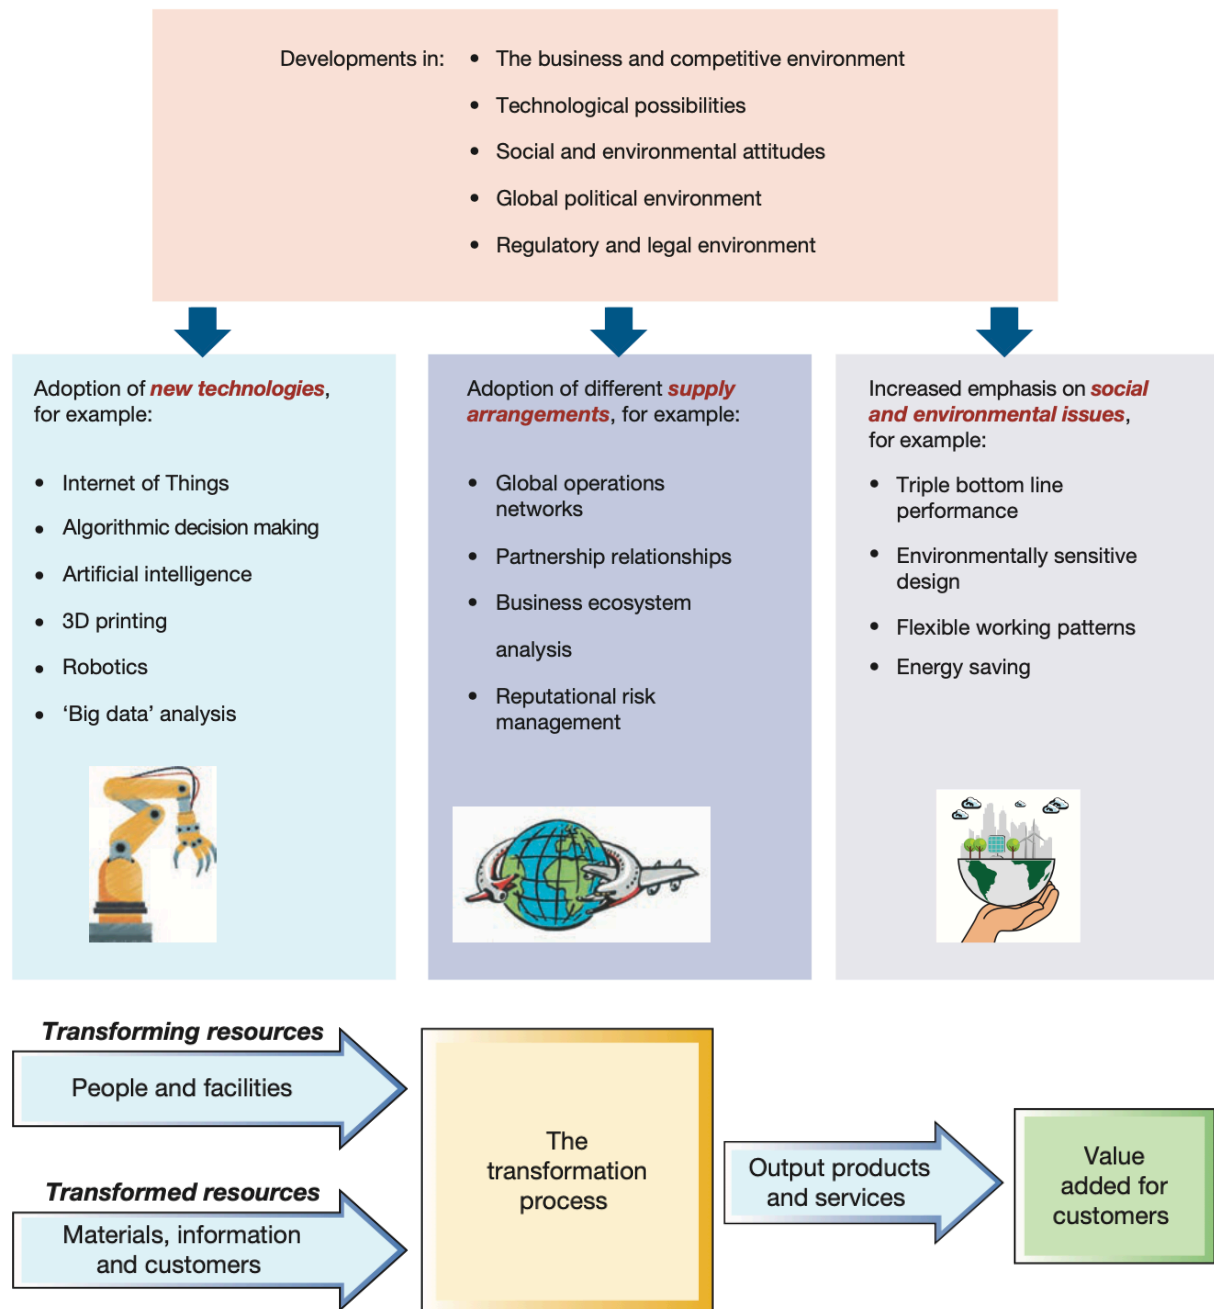 Developments in:
• The business and competitive environment
• Technological possibilities
• Social and environmental attitudes
• Global political environment
• Regulatory and legal environment
Adoption of new technologies,
for example:
• Internet of Things
• Algorithmic decision making
• Artificial intelligence
• 3D printing
• Robotics
• ‘Big data’ analysis
Adoption of different supply
arrangements, for example:
• Global operations
networks
• Partnership relationships
• Business ecosystem
analysis
• Reputational risk
management
Increased emphasis on social
and environmental issues,
for example:
• Triple bottom line
performance
• Environmentally sensitive
design
• Flexible working patterns
• Energy saving
Transforming resources
People and facilities
Transformed resources
Materials, information
and customers
The
transformation
process
Output products
and services
Value
added for
customers